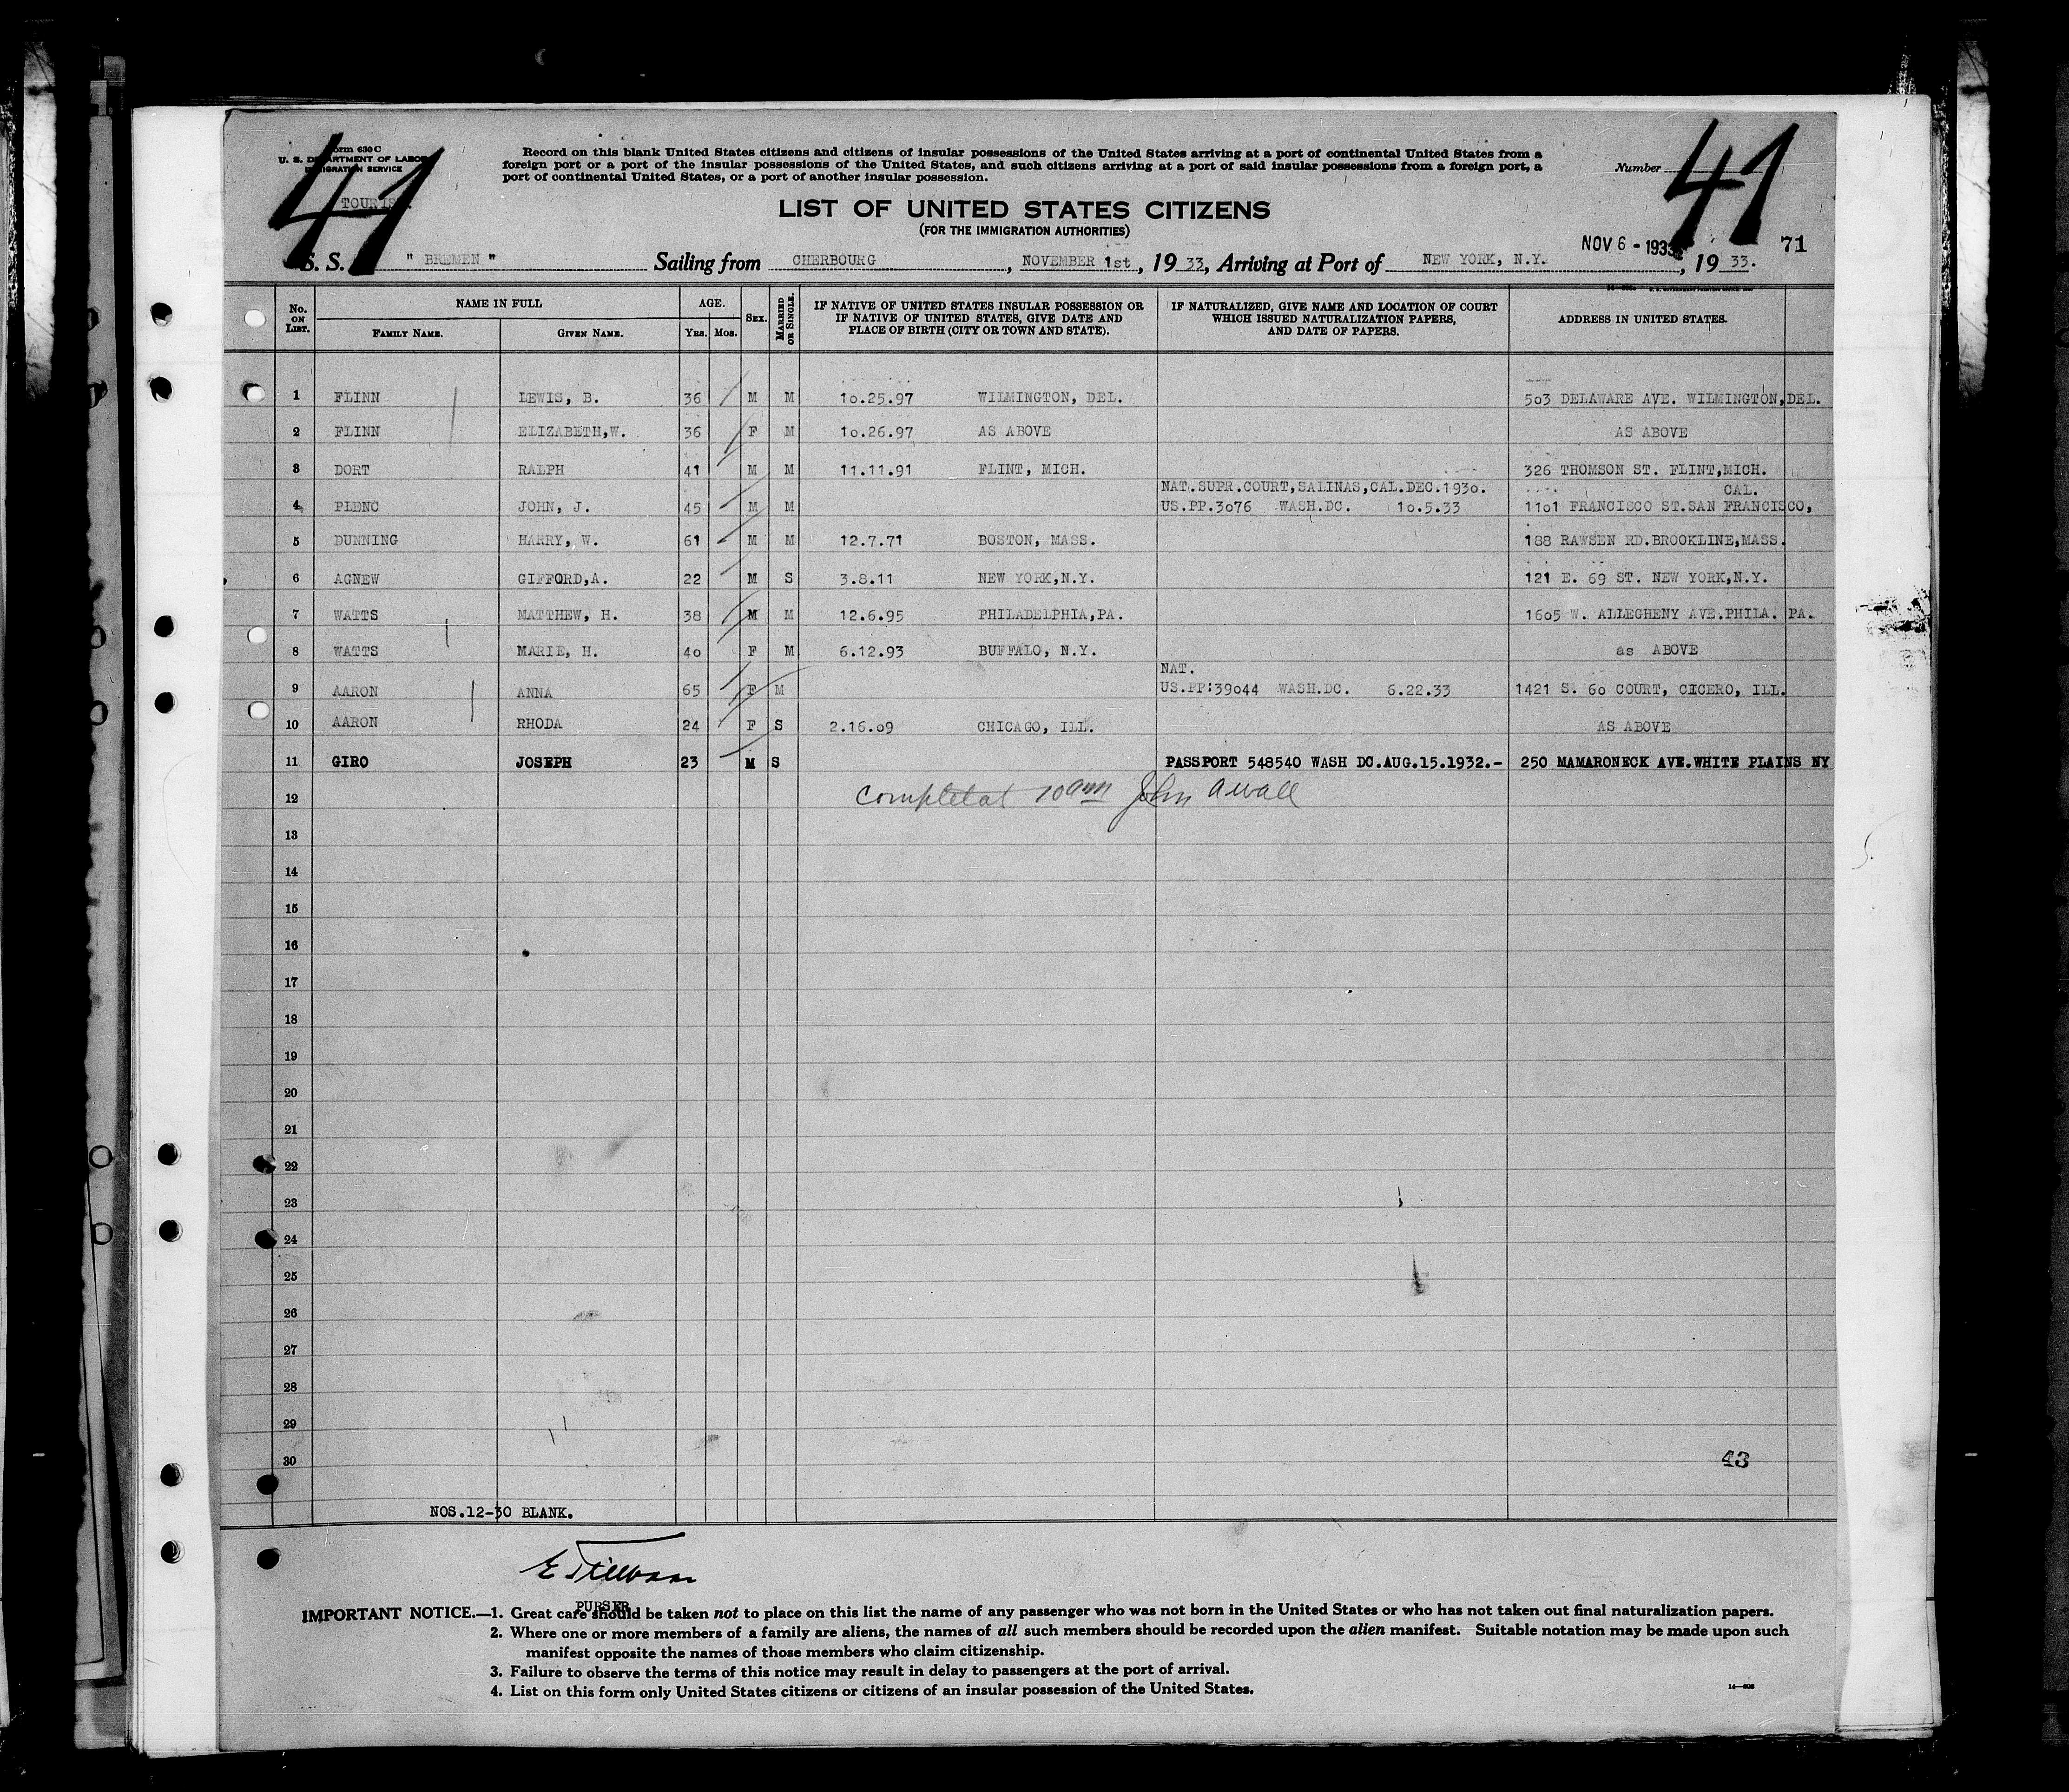 41
41
Form 630 C
U. S. DEPARTMENT OF LABOR
IMMIGRATION SERVICE
TOURIST.
Record on this blank United States citizens and citizens of insular possessions of the United States arriving at a port of continental United States from a
foreign port or a port of the insular possessions of the United States, and such citizens arriving at a port of said insular possessions from a foreign port, a
port of continental United States, or a port of another insular possession.
Number
LIST OF UNITED STATES CITIZENS
(FOR THE IMMIGRATION AUTHORITIES)
NOV 6 - 1933
71
S. S. " BREMEN " Sailing from CHERBOURG, NOVEMBER 1st, 1933, Arriving at Port of NEW YORK, N.Y., 1933.
No. ON LIST. NAME IN FULL AGE. SEX. MARRIED OR SINGLE. IF NATIVE OF UNITED STATES INSULAR POSSESSION OR IF NATIVE OF UNITED STATES, GIVE DATE AND PLACE OF BIRTH (CITY OR TOWN AND STATE). IF NATURALIZED, GIVE NAME AND LOCATION OF COURT WHICH ISSUED NATURALIZATION PAPERS, AND DATE OF PAPERS. ADDRESS IN UNITED STATES.
FAMILY NAME. GIVEN NAME. YRS. MOS.
1 FLINN LEWIS, B. 36 M M 10.25.97 WILMINGTON, DEL. 503 DELAWARE AVE. WILMINGTON,DEL.
2 FLINN ELIZABETH,W. 36 F M 10.26.97 AS ABOVE AS ABOVE
3 DORT RALPH 41 M M 11.11.91 FLINT, MICH. 326 THOMSON ST. FLINT,MICH.
NAT.SUPR.COURT,SALINAS,CAL.DEC.1930. CAL.
4 PLENC JOHN, J. 45 M M US.PP.3076 WASH.DC. 10.5.33 1101 FRANCISCO ST.SAN FRANCISCO,
5 DUNNING HARRY, W. 61 M M 12.7.71 BOSTON, MASS. 188 RAWSEN RD.BROOKLINE,MASS.
6 AGNEW GIFFORD,A. 22 M S 3.8.11 NEW YORK,N.Y. 121 E. 69 ST. NEW YORK,N.Y.
7 WATTS MATTHEW, H. 38 M M 12.6.95 PHILADELPHIA,PA. 1605 W. ALLEGHENY AVE.PHILA. PA.
8 WATTS MARIE, H. 40 F M 6.12.93 BUFFALO, N.Y. as ABOVE
NAT.
9 AARON ANNA 65 F M US.PP:39044 WASH.DC. 6.22.33 1421 S. 60 COURT, CICERO, ILL.
10 AARON RHODA 24 F S 2.16.09 CHICAGO, ILL. AS ABOVE
11 GIRO JOSEPH 23 M S PASSPORT 548540 WASH DC.AUG.15.1932.- 250 MAMARONECK AVE.WHITE PLAINS NY
12 John
13
14
15
16
17
18
19
20
21
22
23
24
25
26
27
28
29
30 43
NOS.12-30 BLANK.
PURSER
IMPORTANT NOTICE.—1. Great care should be taken not to place on this list the name of any passenger who was not born in the United States or who has not taken out final naturalization papers.
2. Where one or more members of a family are aliens, the names of all such members should be recorded upon the alien manifest. Suitable notation may be made upon such
manifest opposite the names of those members who claim citizenship.
3. Failure to observe the terms of this notice may result in delay to passengers at the port of arrival.
4. List on this form only United States citizens or citizens of an insular possession of the United States.